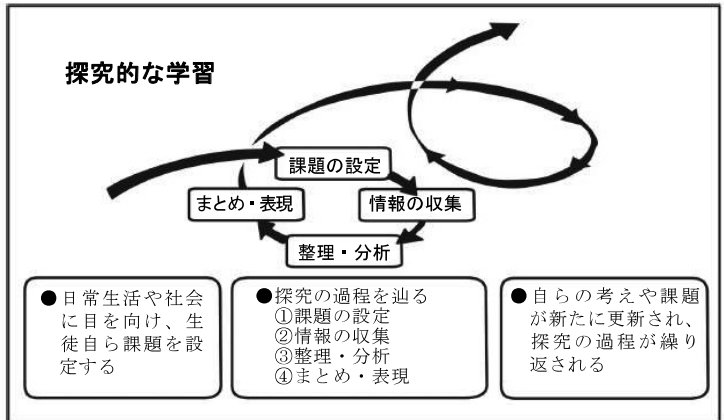 探究的な学習
課題の設定
まとめ・表現
情報の収集
整理・分析
●日常生活や社会
に目を向け、生
徒自ら課題を設
定する
●探究の過程を辿る
①課題の設定
②情報の収集
③整理・分析
④まとめ・表現
●自らの考えや課題
が新たに更新され、
探究の過程が繰り
返される